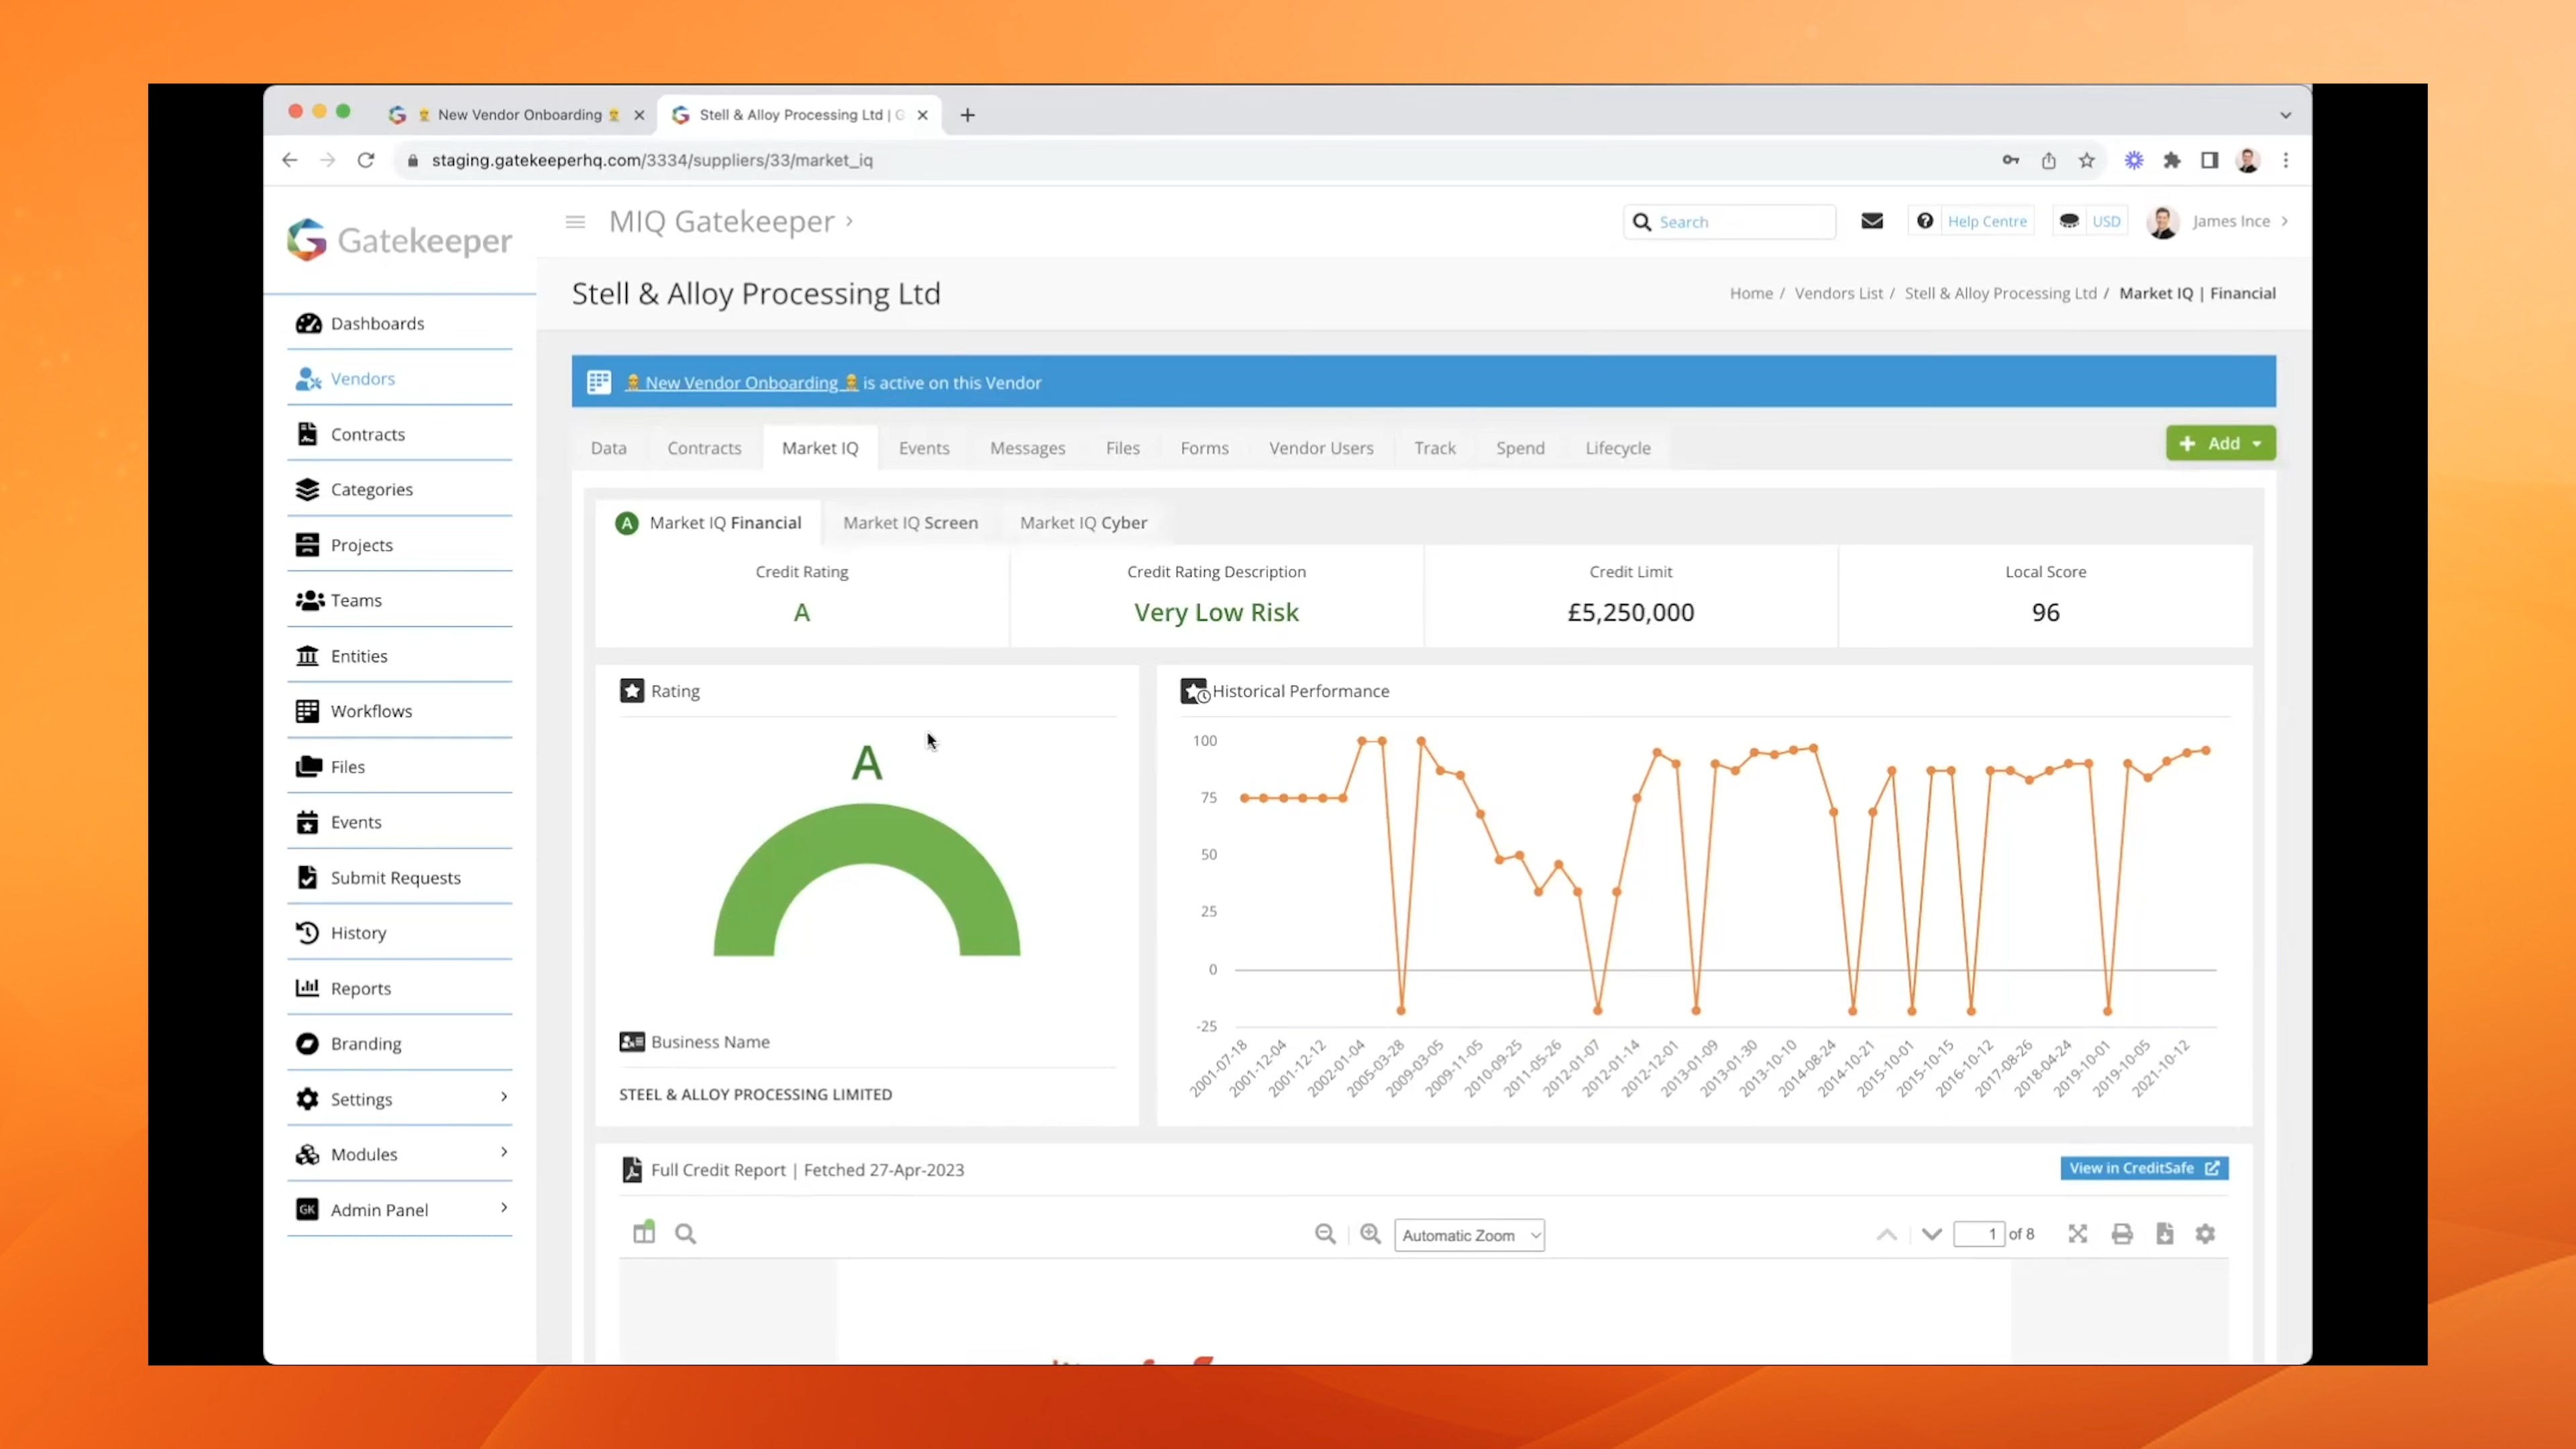 New Vendor Onboarding
Stell & Alloy Processing Ltd | G
staging.gatekeeperhq.com/3334/suppliers/33/market_iq
Gatekeeper
MIQ Gatekeeper
Search
Help Centre
USD
James Ince
Stell & Alloy Processing Ltd
Home / Vendors List / Stell & Alloy Processing Ltd / Market IQ | Financial
Dashboards
Vendors
Contracts
Categories
Projects
Teams
Entities
Workflows
Files
Events
Submit Requests
History
Reports
Branding
Settings
Modules
GK Admin Panel
New Vendor Onboarding is active on this Vendor
Data Contracts Market IQ Events Messages Files Forms Vendor Users Track Spend Lifecycle
Add
A Market IQ Financial Market IQ Screen Market IQ Cyber
Credit Rating
A
Credit Rating Description
Very Low Risk
Credit Limit
£5,250,000
Local Score
96
Rating
A
Business Name
STEEL & ALLOY PROCESSING LIMITED
Historical Performance
100
75
50
25
0
-25
2001-07-18
2001-12-04
2001-12-12
2002-01-04
2005-03-28
2009-03-05
2009-11-05
2010-09-25
2011-05-26
2012-01-07
2012-01-14
2012-12-01
2013-01-09
2013-01-30
2013-10-10
2014-08-24
2014-10-21
2015-10-01
2015-10-15
2016-10-12
2017-08-26
2018-04-24
2019-10-01
2019-10-05
2021-10-12
Full Credit Report | Fetched 27-Apr-2023
View in CreditSafe
Automatic Zoom
1 of 8